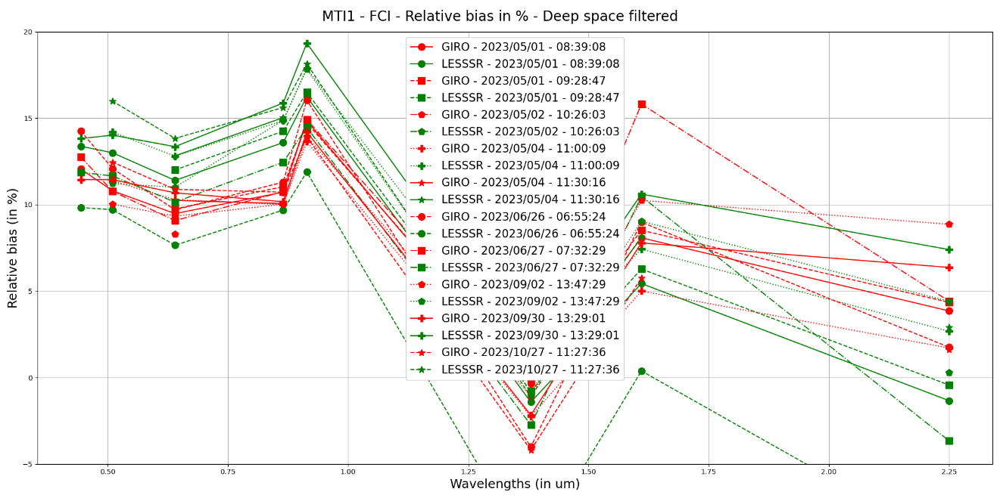 MTI1 - FCI - Relative bias in % - Deep space filtered
20
15
10
5
0
−5
Relative bias (in %)
GIRO - 2023/05/01 - 08:39:08
LESSSR - 2023/05/01 - 08:39:08
GIRO - 2023/05/01 - 09:28:47
LESSSR - 2023/05/01 - 09:28:47
GIRO - 2023/05/02 - 10:26:03
LESSSR - 2023/05/02 - 10:26:03
GIRO - 2023/05/04 - 11:00:09
LESSSR - 2023/05/04 - 11:00:09
GIRO - 2023/05/04 - 11:30:16
LESSSR - 2023/05/04 - 11:30:16
GIRO - 2023/06/26 - 06:55:24
LESSSR - 2023/06/26 - 06:55:24
GIRO - 2023/06/27 - 07:32:29
LESSSR - 2023/06/27 - 07:32:29
GIRO - 2023/09/02 - 13:47:29
LESSSR - 2023/09/02 - 13:47:29
GIRO - 2023/09/30 - 13:29:01
LESSSR - 2023/09/30 - 13:29:01
GIRO - 2023/10/27 - 11:27:36
LESSSR - 2023/10/27 - 11:27:36
0.50 0.75 1.00 1.25 1.50 1.75 2.00 2.25
Wavelengths (in um)